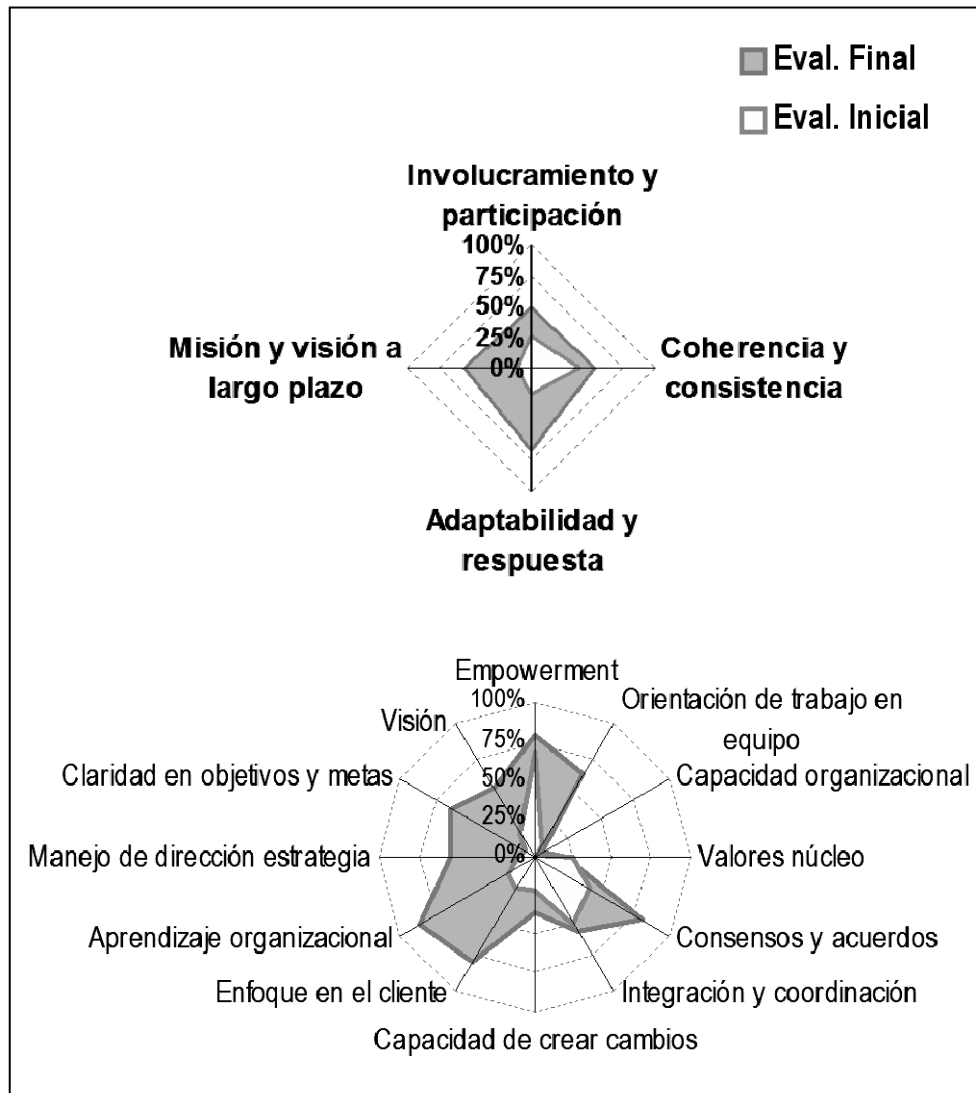 Eval. Final
Eval. Inicial
Involucramiento y
participación
100%
75%
50%
25%
0%
Misión y visión a
largo plazo
Coherencia y
consistencia
Adaptabilidad y
respuesta
Empowerment
100%
75%
50%
25%
0%
Orientación de trabajo en
equipo
Visión
Capacidad organizacional
Claridad en objetivos y metas
Valores núcleo
Manejo de dirección estrategia
Consensos y acuerdos
Aprendizaje organizacional
Integración y coordinación
Enfoque en el cliente
Capacidad de crear cambios